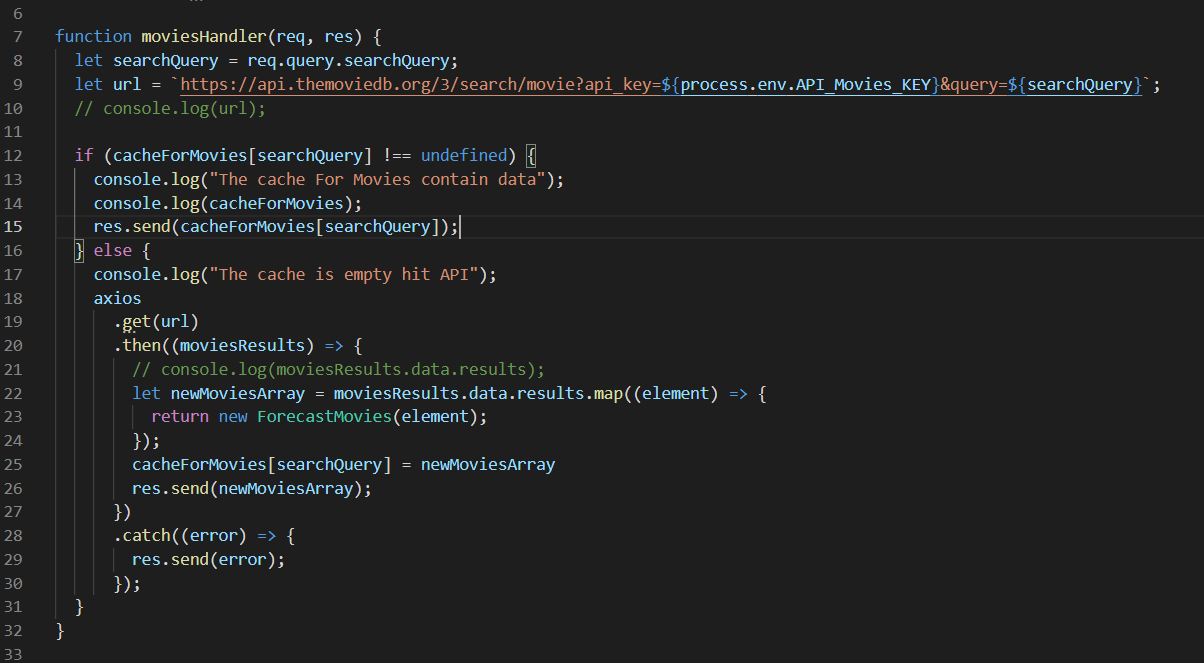 6
7 function moviesHandler(req, res) {
8 let searchQuery = req.query.searchQuery;
9 let url = `https://api.themoviedb.org/3/search/movie?api_key=${process.env.API_Movies_KEY}&query=${searchQuery}`;
10 // console.log(url);
11
12 if (cacheForMovies[searchQuery] !== undefined) {
13 console.log("The cache For Movies contain data");
14 console.log(cacheForMovies);
15 res.send(cacheForMovies[searchQuery]);
16 } else {
17 console.log("The cache is empty hit API");
18 axios
19 .get(url)
20 .then((moviesResults) => {
21 // console.log(moviesResults.data.results);
22 let newMoviesArray = moviesResults.data.results.map((element) => {
23 return new ForecastMovies(element);
24 });
25 cacheForMovies[searchQuery] = newMoviesArray
26 res.send(newMoviesArray);
27 })
28 .catch((error) => {
29 res.send(error);
30 });
31 }
32 }
33